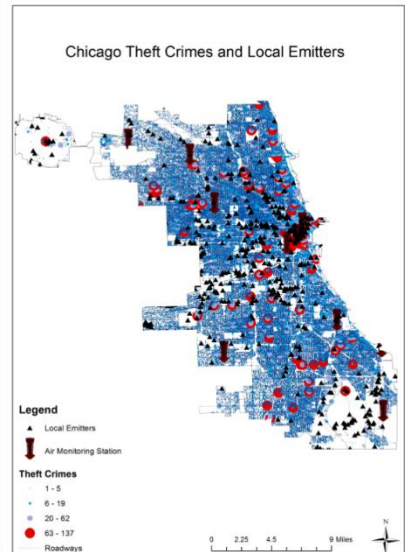 Chicago Theft Crimes and Local Emitters
Legend
Local Emitters
Air Monitoring Station
Theft Crimes
1 - 5
6 - 19
20 - 62
63 - 137
Roadways
0 2.25 4.5 9 Miles